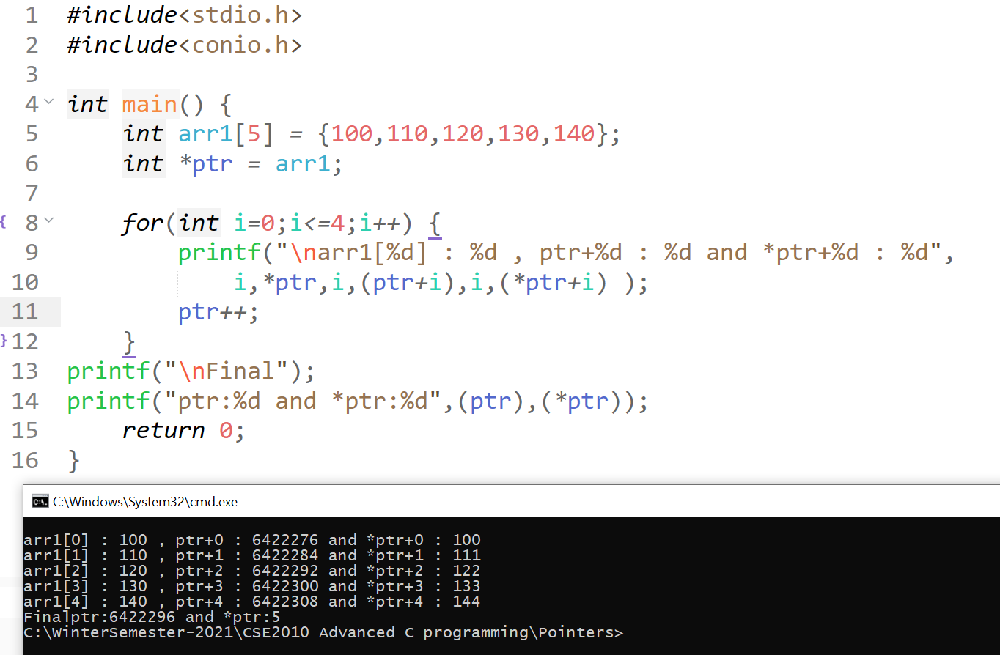 1 #include<stdio.h>
2 #include<conio.h>
3
4 int main() {
5 int arr1[5] = {100,110,120,130,140};
6 int *ptr = arr1;
7
{ 8 for(int i=0;i<=4;i++) {
9 printf("\narr1[%d] : %d , ptr+%d : %d and *ptr+%d : %d",
10 i,*ptr,i,(ptr+i),i,(*ptr+i) );
11 ptr++;
} 12 }
13 printf("\nFinal");
14 printf("ptr:%d and *ptr:%d",(ptr),(*ptr));
15 return 0;
16 }
C:\Windows\System32\cmd.exe
arr1[0] : 100 , ptr+0 : 6422276 and *ptr+0 : 100
arr1[1] : 110 , ptr+1 : 6422284 and *ptr+1 : 111
arr1[2] : 120 , ptr+2 : 6422292 and *ptr+2 : 122
arr1[3] : 130 , ptr+3 : 6422300 and *ptr+3 : 133
arr1[4] : 140 , ptr+4 : 6422308 and *ptr+4 : 144
Finalptr:6422296 and *ptr:5
C:\WinterSemester-2021\CSE2010 Advanced C programming\Pointers>